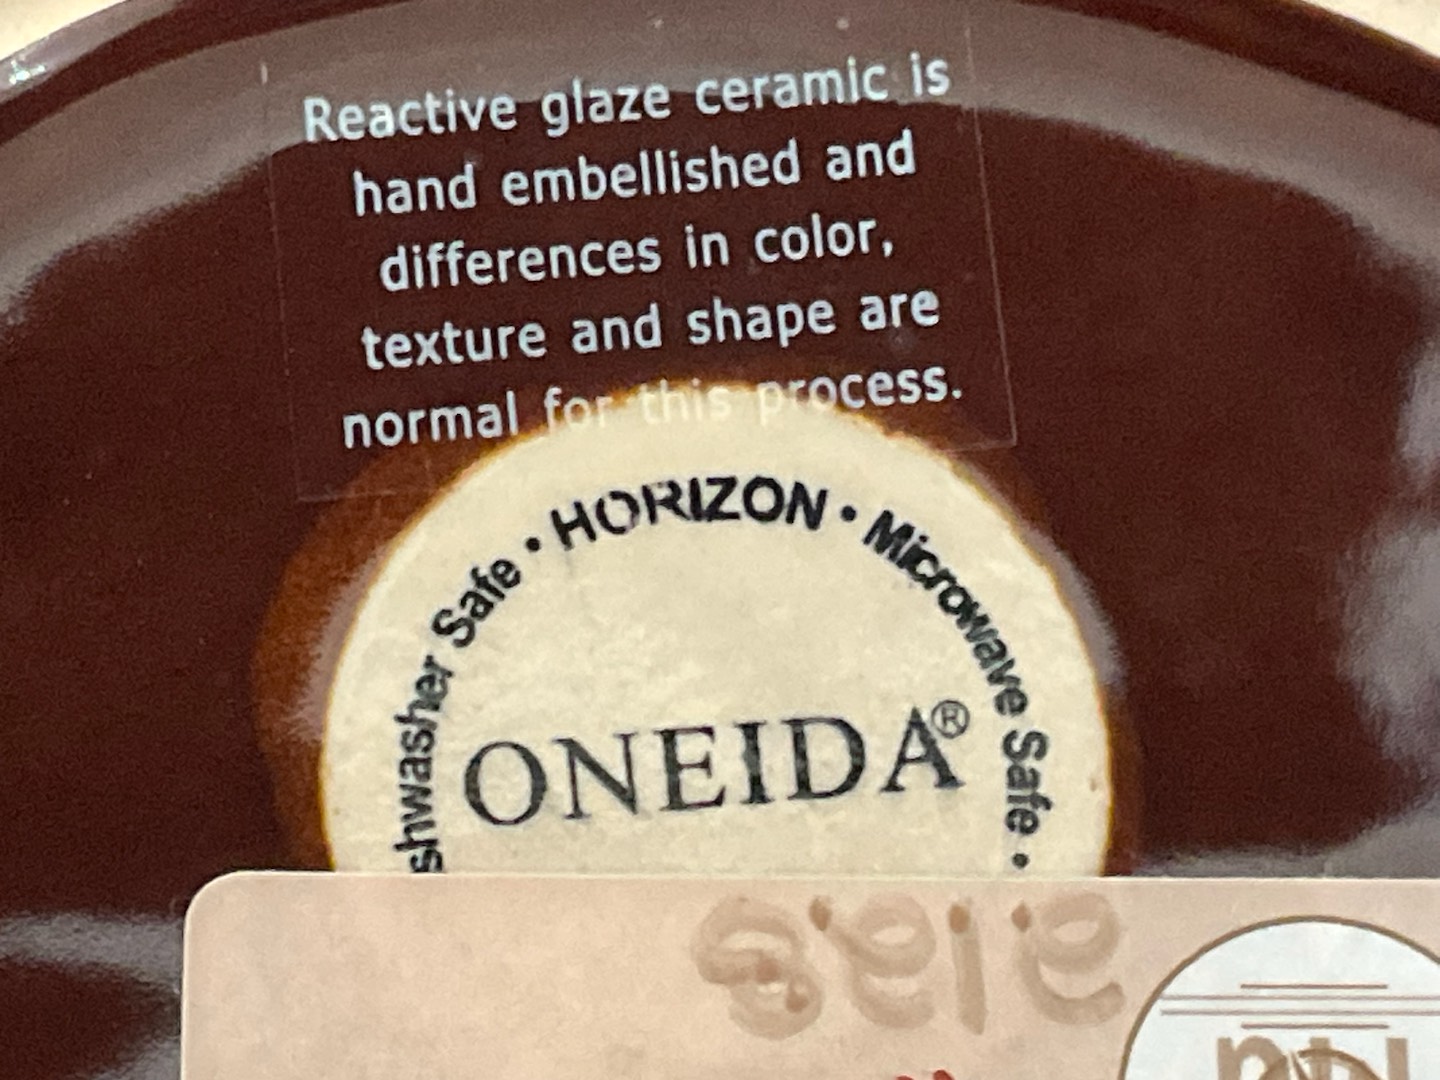 Reactive glaze ceramic is
hand embellished and
differences in color,
texture and shape are
normal for this process.
shwasher Safe • HORIZON • Microwave Safe •
ONEIDA®